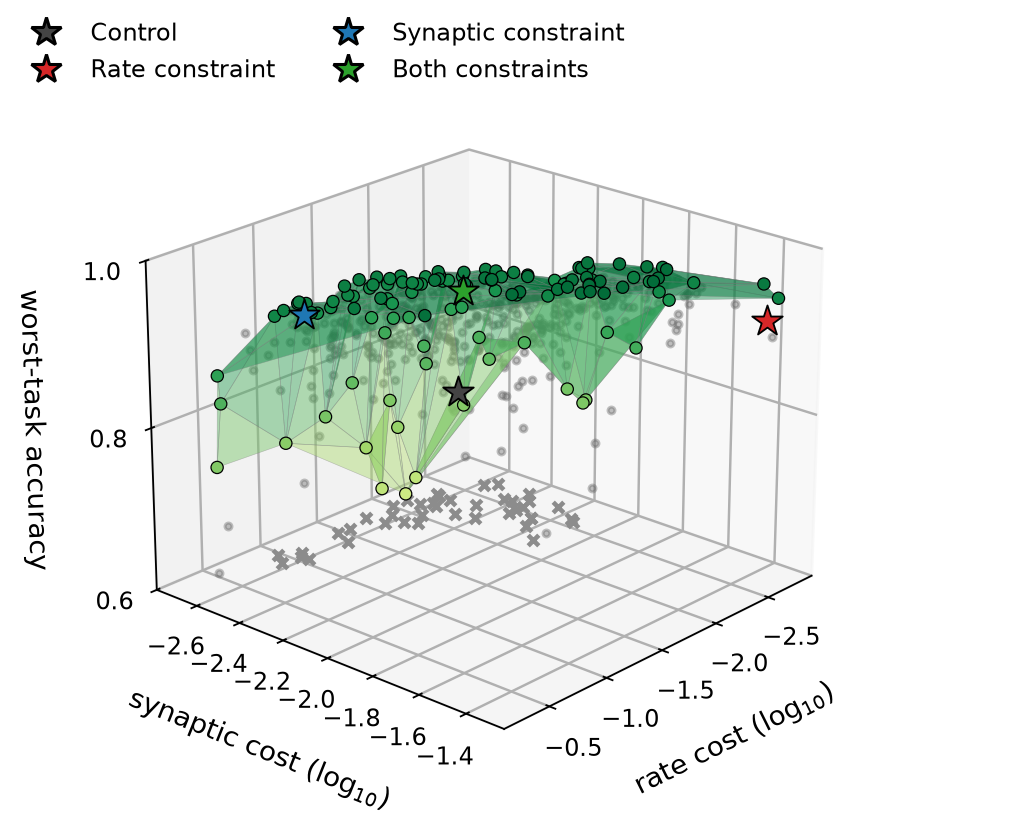 Control
Rate constraint
Synaptic constraint
Both constraints
1.0
0.8
0.6
worst-task accuracy
−2.6
−2.4
−2.2
−2.0
−1.8
−1.6
−1.4
synaptic cost (log₁₀)
−0.5
−1.0
−1.5
−2.0
−2.5
rate cost (log₁₀)